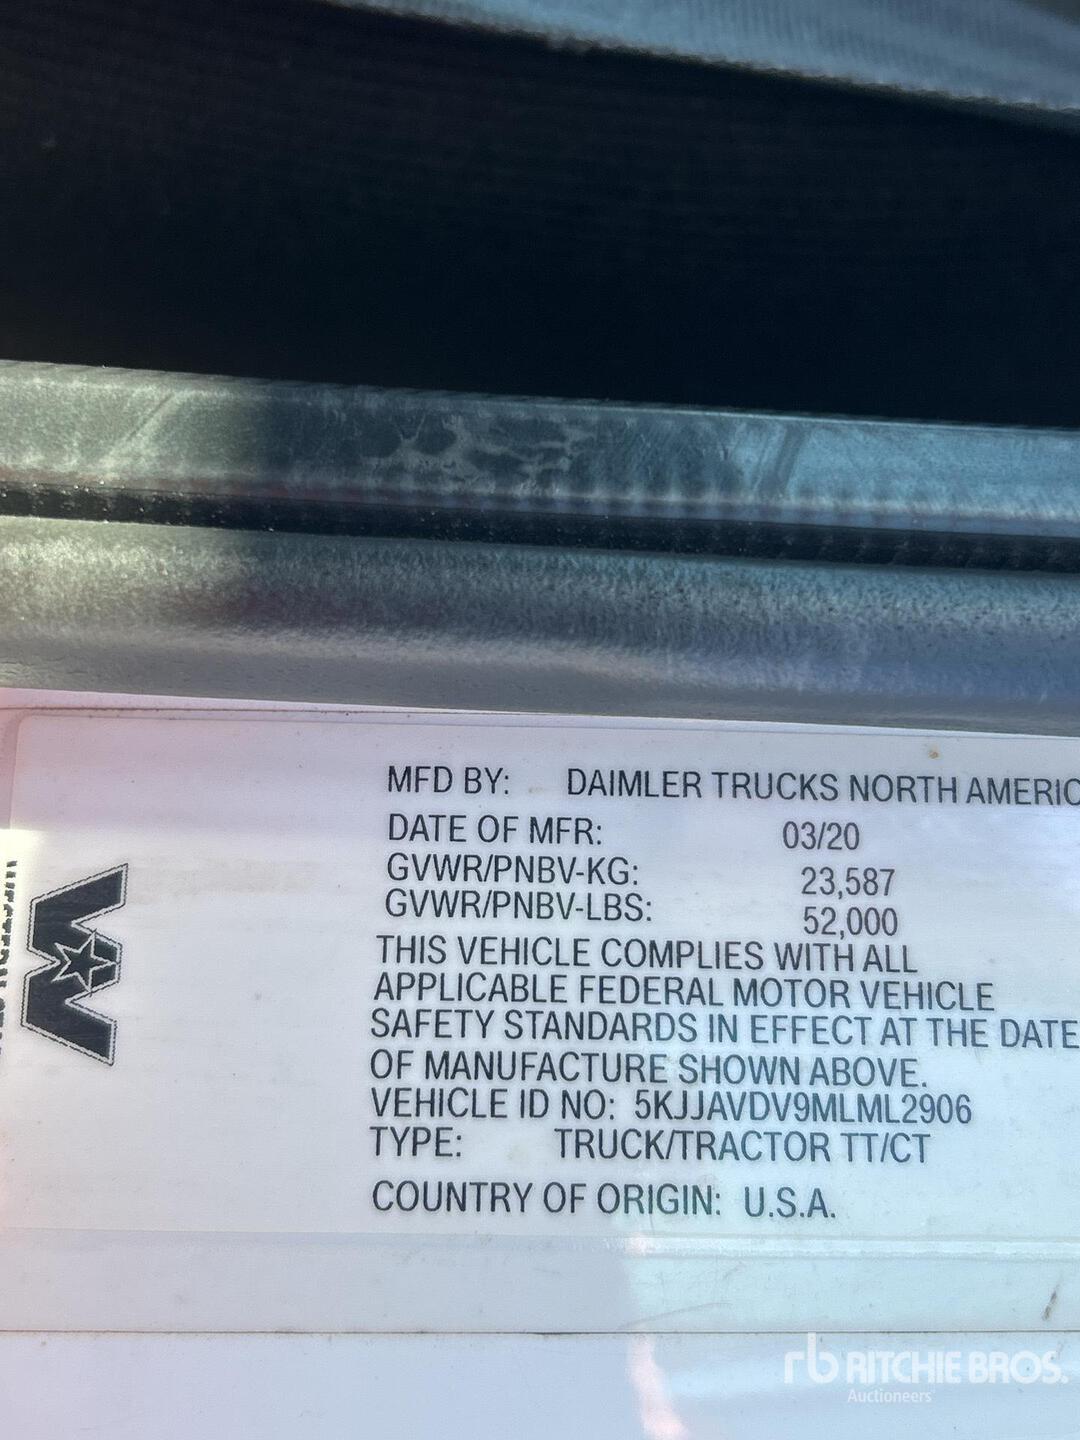 MFD BY: DAIMLER TRUCKS NORTH AMERIC
DATE OF MFR: 03/20
GVWR/PNBV-KG: 23,587
GVWR/PNBV-LBS: 52,000
THIS VEHICLE COMPLIES WITH ALL
APPLICABLE FEDERAL MOTOR VEHICLE
SAFETY STANDARDS IN EFFECT AT THE DATE
OF MANUFACTURE SHOWN ABOVE.
VEHICLE ID NO: 5KJJAVDV9MLML2906
TYPE: TRUCK/TRACTOR TT/CT
COUNTRY OF ORIGIN: U.S.A.
rb RITCHIE BROS.
Auctioneers